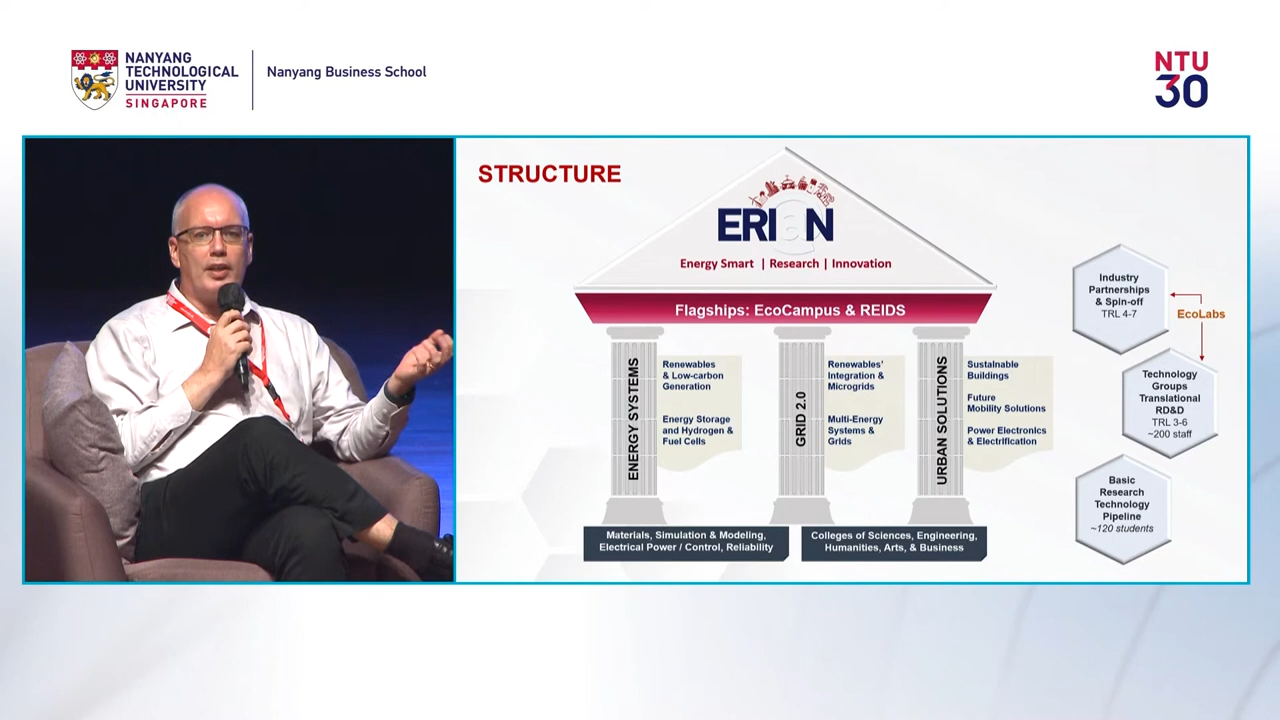 NANYANG
TECHNOLOGICAL
UNIVERSITY
SINGAPORE
Nanyang Business School
NTU
30
STRUCTURE
ERI@N
Energy Smart | Research | Innovation
Flagships: EcoCampus & REIDS
ENERGY SYSTEMS
Renewables
& Low-carbon
Generation
Energy Storage
and Hydrogen &
Fuel Cells
GRID 2.0
Renewables'
Integration &
Microgrids
Multi-Energy
Systems &
Grids
URBAN SOLUTIONS
Sustainable
Buildings
Future
Mobility Solutions
Power Electronics
& Electrification
Materials, Simulation & Modeling,
Electrical Power / Control, Reliability
Colleges of Sciences, Engineering,
Humanities, Arts, & Business
Industry
Partnerships
& Spin-off
TRL 4-7
EcoLabs
Technology
Groups
Translational
RD&D
TRL 3-6
~200 staff
Basic
Research
Technology
Pipeline
~120 students